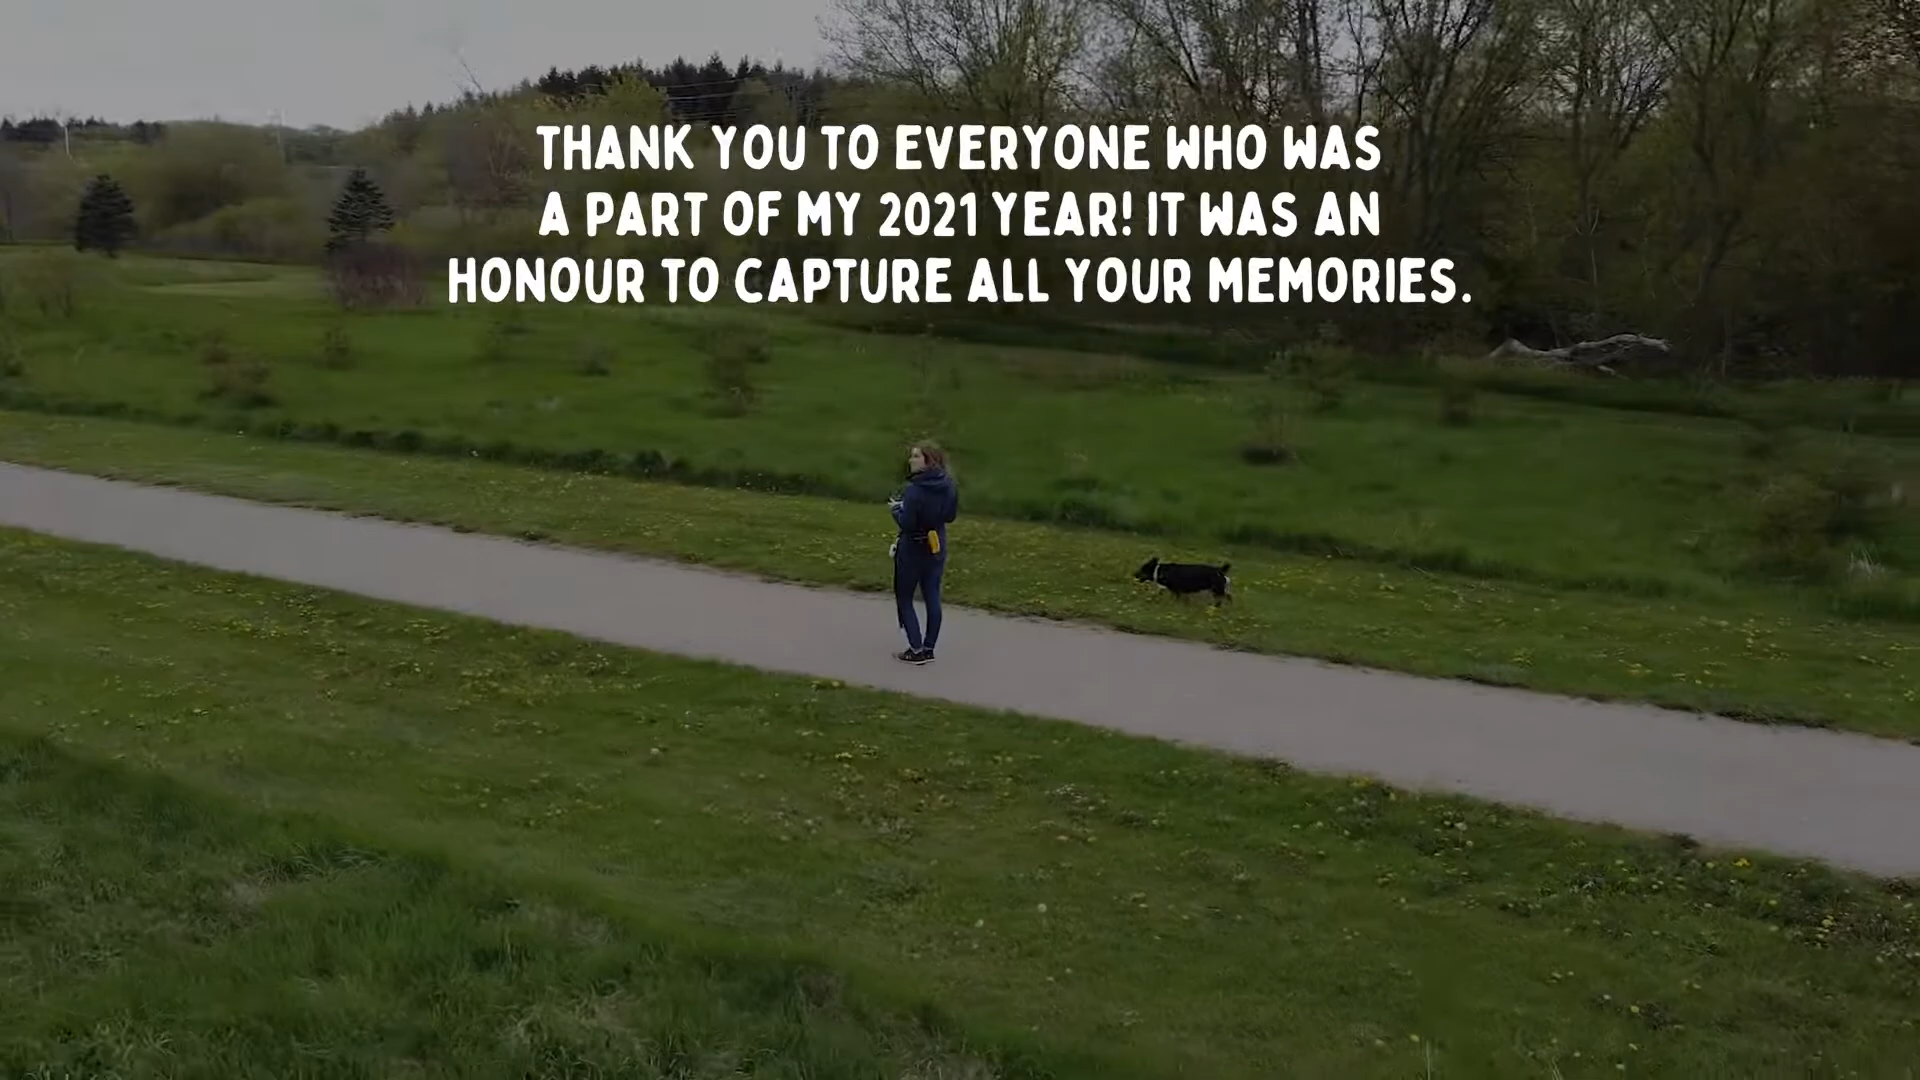 THANK YOU TO EVERYONE WHO WAS
A PART OF MY 2021 YEAR! IT WAS AN
HONOUR TO CAPTURE ALL YOUR MEMORIES.